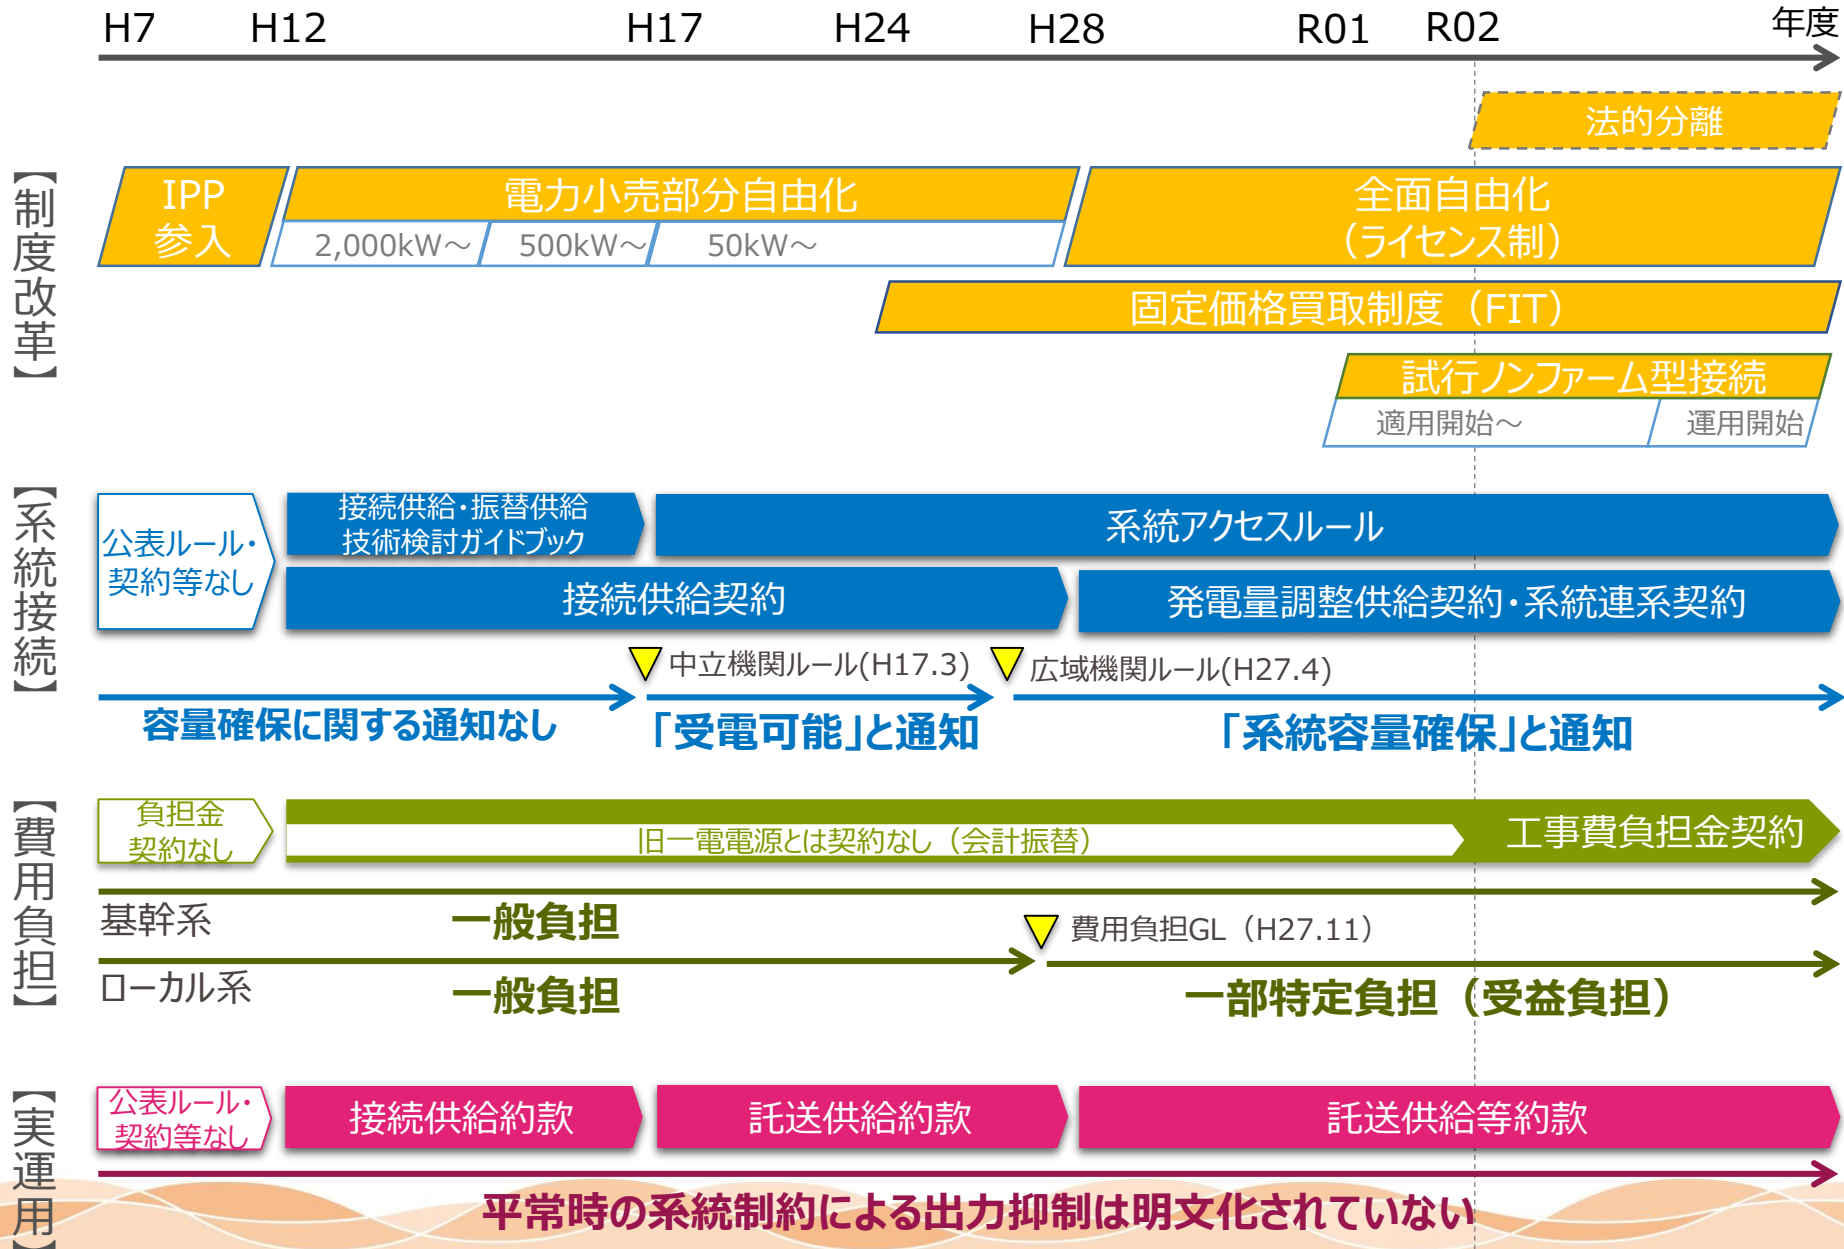 H7 H12 H17 H24 H28 R01 R02 年度
法的分離
【制度改革】
IPP
参入
電力小売部分自由化
2,000kW～ 500kW～ 50kW～
全面自由化
（ライセンス制）
固定価格買取制度（FIT）
試行ノンファーム型接続
適用開始～ 運用開始
【系統接続】
公表ルール・
契約等なし
接続供給・振替供給
技術検討ガイドブック
系統アクセスルール
接続供給契約
発電量調整供給契約・系統連系契約
中立機関ルール(H17.3)
広域機関ルール(H27.4)
容量確保に関する通知なし
「受電可能」と通知
「系統容量確保」と通知
【費用負担】
負担金
契約なし
旧一電電源とは契約なし（会計振替）
工事費負担金契約
基幹系
一般負担
費用負担GL（H27.11）
ローカル系
一般負担
一部特定負担（受益負担）
【実運用】
公表ルール・
契約等なし
接続供給約款
託送供給約款
託送供給等約款
平常時の系統制約による出力抑制は明文化されていない